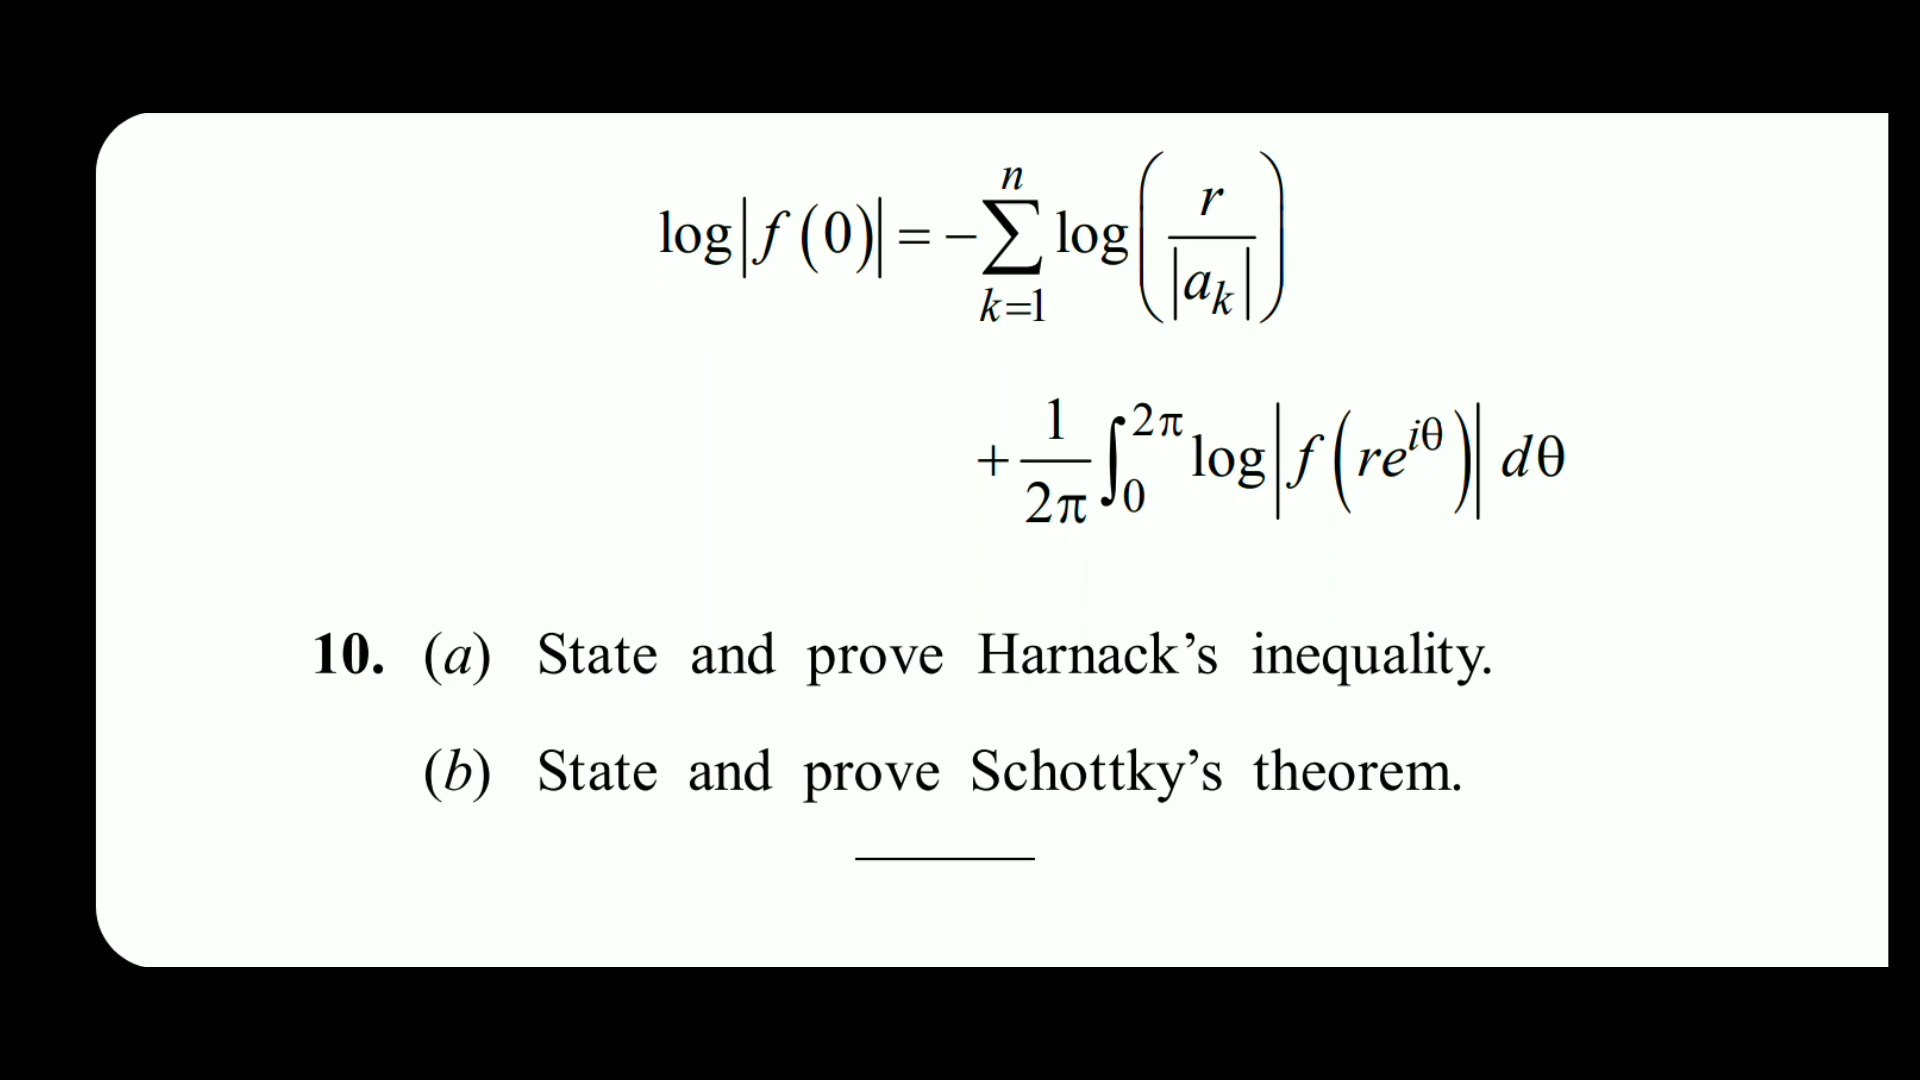 log|f(0)| = −∑_{k=1}^{n} log(r/|a_k|)
+ 1/2π ∫_0^{2π} log|f(re^{iθ})| dθ
10. (a) State and prove Harnack’s inequality.
(b) State and prove Schottky’s theorem.